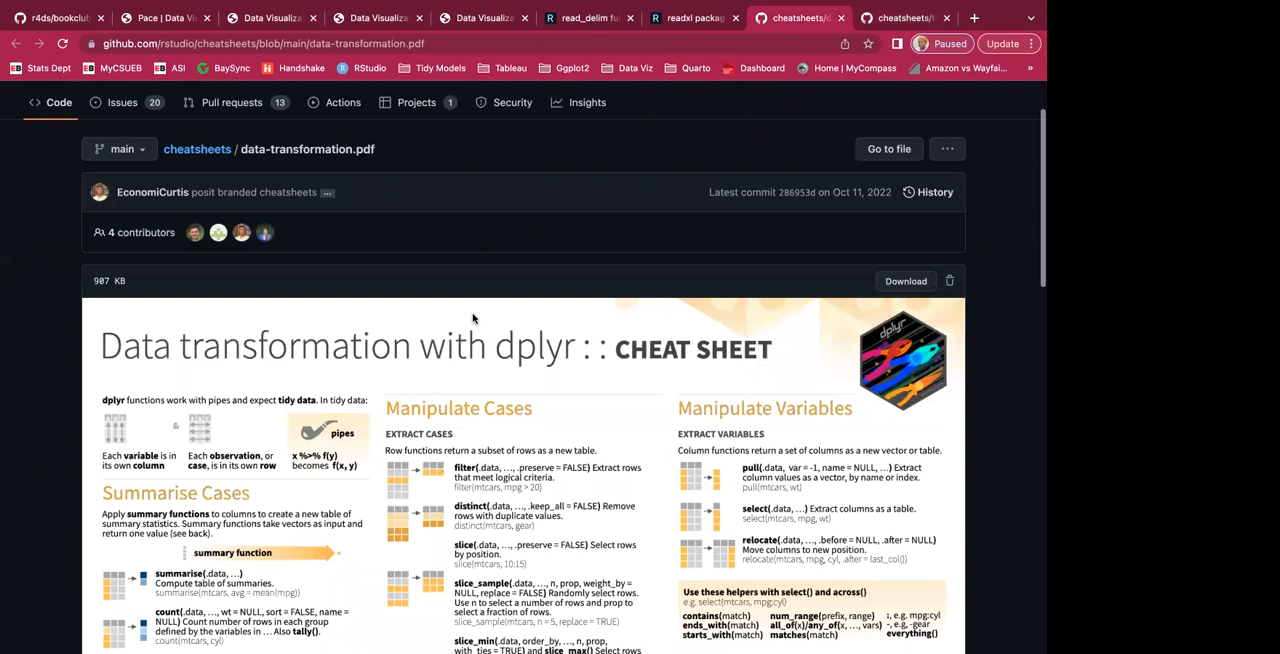 r4ds/bookclub
Pace | Data Vis
Data Visualiza
Data Visualiza
Data Visualiza
read_delim fu
readxl packag
cheatsheets/d
cheatsheets/t
github.com/rstudio/cheatsheets/blob/main/data-transformation.pdf
Paused
Update
Stats Dept
MyCSUEB
ASI
BaySync
Handshake
RStudio
Tidy Models
Tableau
Ggplot2
Data Viz
Quarto
Dashboard
Home | MyCompass
Amazon vs Wayfai...
»
Code
Issues 20
Pull requests 13
Actions
Projects 1
Security
Insights
main
cheatsheets / data-transformation.pdf
Go to file
...
EconomiCurtis posit branded cheatsheets ...
Latest commit 286953d on Oct 11, 2022
History
4 contributors
907 KB
Download
Data transformation with dplyr : : CHEAT SHEET
dplyr
dplyr functions work with pipes and expect tidy data. In tidy data:
&
pipes
Each variable is in
its own column
Each observation, or
case, is in its own row
x %>% f(y)
becomes f(x, y)
Summarise Cases
Apply summary functions to columns to create a new table of
summary statistics. Summary functions take vectors as input and
return one value (see back).
summary function
summarise(.data, …)
Compute table of summaries.
summarise(mtcars, avg = mean(mpg))
count(.data, …, wt = NULL, sort = FALSE, name =
NULL) Count number of rows in each group
defined by the variables in … Also tally().
count(mtcars, cyl)
Manipulate Cases
EXTRACT CASES
Row functions return a subset of rows as a new table.
filter(.data, …, .preserve = FALSE) Extract rows
that meet logical criteria.
filter(mtcars, mpg > 20)
distinct(.data, …, .keep_all = FALSE) Remove
rows with duplicate values.
distinct(mtcars, gear)
slice(.data, …, .preserve = FALSE) Select rows
by position.
slice(mtcars, 10:15)
slice_sample(.data, …, n, prop, weight_by =
NULL, replace = FALSE) Randomly select rows.
Use n to select a number of rows and prop to
select a fraction of rows.
slice_sample(mtcars, n = 5, replace = TRUE)
slice_min(.data, order_by, …, n, prop,
with_ties = TRUE) and slice_max() Select rows
Manipulate Variables
EXTRACT VARIABLES
Column functions return a set of columns as a new vector or table.
pull(.data, var = -1, name = NULL, …) Extract
column values as a vector, by name or index.
pull(mtcars, wt)
select(.data, …) Extract columns as a table.
select(mtcars, mpg, wt)
relocate(.data, …, .before = NULL, .after = NULL)
Move columns to new position.
relocate(mtcars, mpg, cyl, .after = last_col())
Use these helpers with select() and across()
e.g. select(mtcars, mpg:cyl)
contains(match)
ends_with(match)
starts_with(match)
num_range(prefix, range)
all_of(x)/any_of(x, …, vars)
matches(match)
:, e.g. mpg:cyl
-, e.g, -gear
everything()